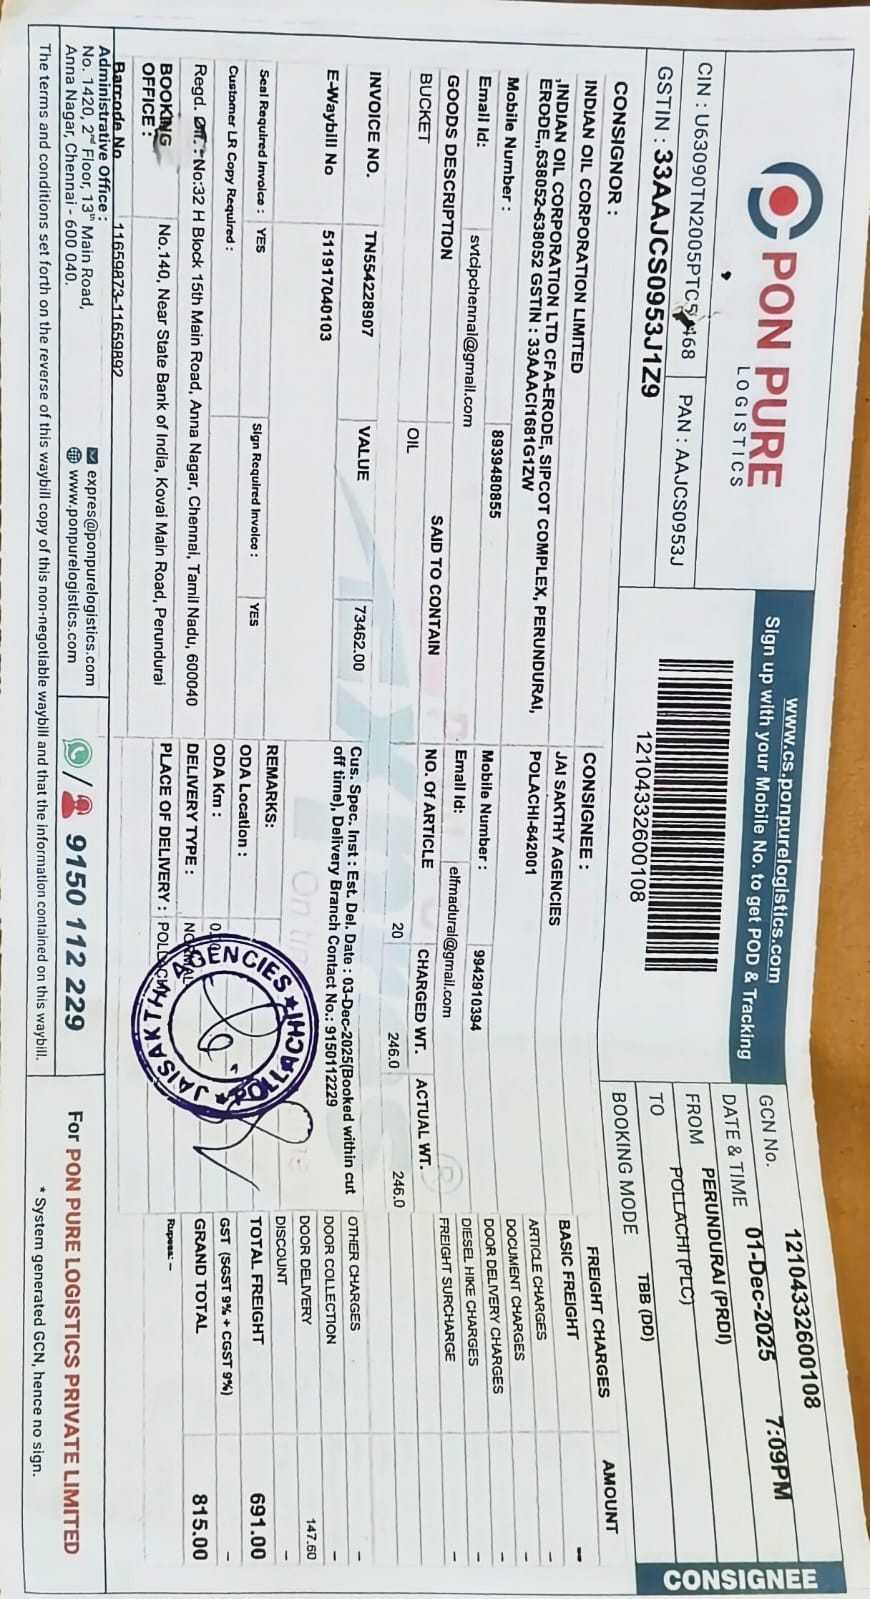 PON PURE
LOGISTICS
CIN : U63090TN2005PTC5 468 PAN : AAJCS0953J
GSTIN : 33AAJCS0953J1Z9
www.cs.ponpurelogistics.com
Sign up with your Mobile No. to get POD & Tracking
12104332600108
CONSIGNEE
GCN No. 12104332600108
DATE & TIME 01-Dec-2025 7:09PM
FROM PERUNDURAI (PRDI)
TO POLLACHI (PLC)
BOOKING MODE TBB (DD)
CONSIGNOR :
INDIAN OIL CORPORATION LIMITED
,INDIAN OIL CORPORATION LTD CFA-ERODE, SIPCOT COMPLEX, PERUNDURAI,
ERODE,,638052-638052 GSTIN : 33AAACI1681G1ZW
Mobile Number : 8939480855
Email Id: svtcipchennai@gmail.com
CONSIGNEE :
JAI SAKTHY AGENCIES
POLACHI-642001
Mobile Number : 9942910394
Email Id: elfmadurai@gmail.com
GOODS DESCRIPTION SAID TO CONTAIN NO. Of ARTICLE CHARGED WT. ACTUAL WT.
BUCKET OIL 20 246.0 246.0
INVOICE NO. TN554228907 VALUE 73462.00
E-Waybill No 511917040103
Cus. Spec. Inst : Est. Del. Date : 03-Dec-2025(Booked within cut
off time), Delivery Branch Contact No.: 9150112229
Seal Required Invoice : YES Sign Required Invoice : YES
Customer LR Copy Required :
REMARKS:
ODA Location :
ODA Km :
DELIVERY TYPE : NORMAL
PLACE OF DELIVERY : POLLACHI
Regd. Off. : No:32 H Block 15th Main Road, Anna Nagar, Chennai, Tamil Nadu, 600040
BOOKING OFFICE : No.140, Near State Bank of India, Kovai Main Road, Perundurai
Barcode No 11659873-11659892
JAISAKTHY AGENCIES ★ POLLACHI ★
FREIGHT CHARGES AMOUNT
BASIC FREIGHT --
ARTICLE CHARGES -
DOCUMENT CHARGES -
DOOR DELIVERY CHARGES -
DIESEL HIKE CHARGES -
FREIGHT SURCHARGE -
OTHER CHARGES -
DOOR COLLECTION -
DOOR DELIVERY 147.60
DISCOUNT -
TOTAL FREIGHT 691.00
GST (SGST 9% + CGST 9%) -
GRAND TOTAL 815.00
Rupees: --
Administrative Office :
No. 1420, 2nd Floor, 13th Main Road,
Anna Nagar, Chennai - 600 040.
expres@ponpurelogistics.com
www.ponpurelogistics.com
/ 9150 112 229
For PON PURE LOGISTICS PRIVATE LIMITED
The terms and conditions set forth on the reverse of this waybill copy of this non-negotiable waybill and that the information contained on this waybill.
* System generated GCN, hence no sign.